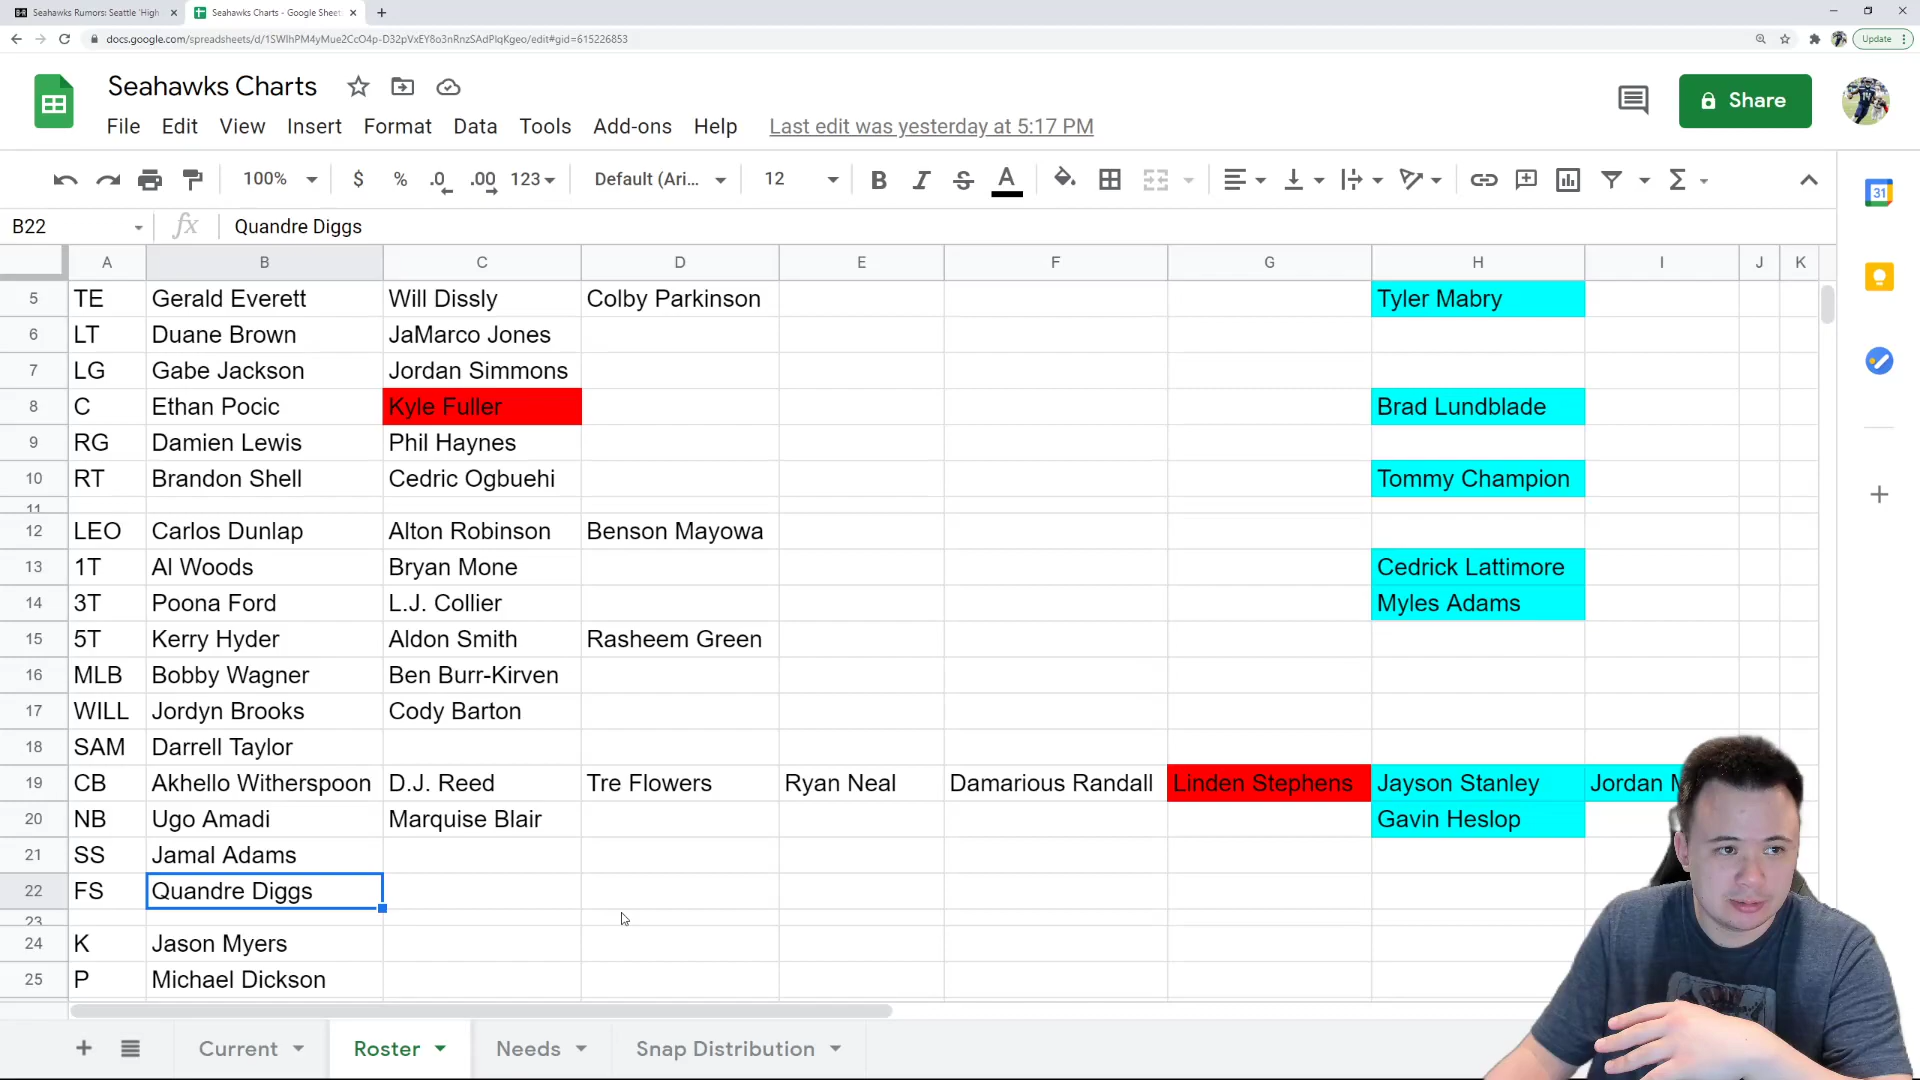 Seahawks Rumors: Seattle 'High
Seahawks Charts - Google Sheets
docs.google.com/spreadsheets/d/1SWIhPM4yMue2CcO4p-D32pVxEY8o3nRnzSAdPlqKgeo/edit#gid=615226853
Update
Seahawks Charts
Share
File Edit View Insert Format Data Tools Add-ons Help Last edit was yesterday at 5:17 PM
100% $ % .0 .00 123 Default (Ari... 12 B I S A
31
B22 fx Quandre Diggs
A B C D E F G H I J K
5 TE Gerald Everett Will Dissly Colby Parkinson Tyler Mabry
6 LT Duane Brown JaMarco Jones
7 LG Gabe Jackson Jordan Simmons
8 C Ethan Pocic Kyle Fuller Brad Lundblade
9 RG Damien Lewis Phil Haynes
10 RT Brandon Shell Cedric Ogbuehi Tommy Champion
11
12 LEO Carlos Dunlap Alton Robinson Benson Mayowa
13 1T Al Woods Bryan Mone Cedrick Lattimore
14 3T Poona Ford L.J. Collier Myles Adams
15 5T Kerry Hyder Aldon Smith Rasheem Green
16 MLB Bobby Wagner Ben Burr-Kirven
17 WILL Jordyn Brooks Cody Barton
18 SAM Darrell Taylor
19 CB Akhello Witherspoon D.J. Reed Tre Flowers Ryan Neal Damarious Randall Linden Stephens Jayson Stanley Jordan M
20 NB Ugo Amadi Marquise Blair Gavin Heslop
21 SS Jamal Adams
22 FS Quandre Diggs
23
24 K Jason Myers
25 P Michael Dickson
Current Roster Needs Snap Distribution